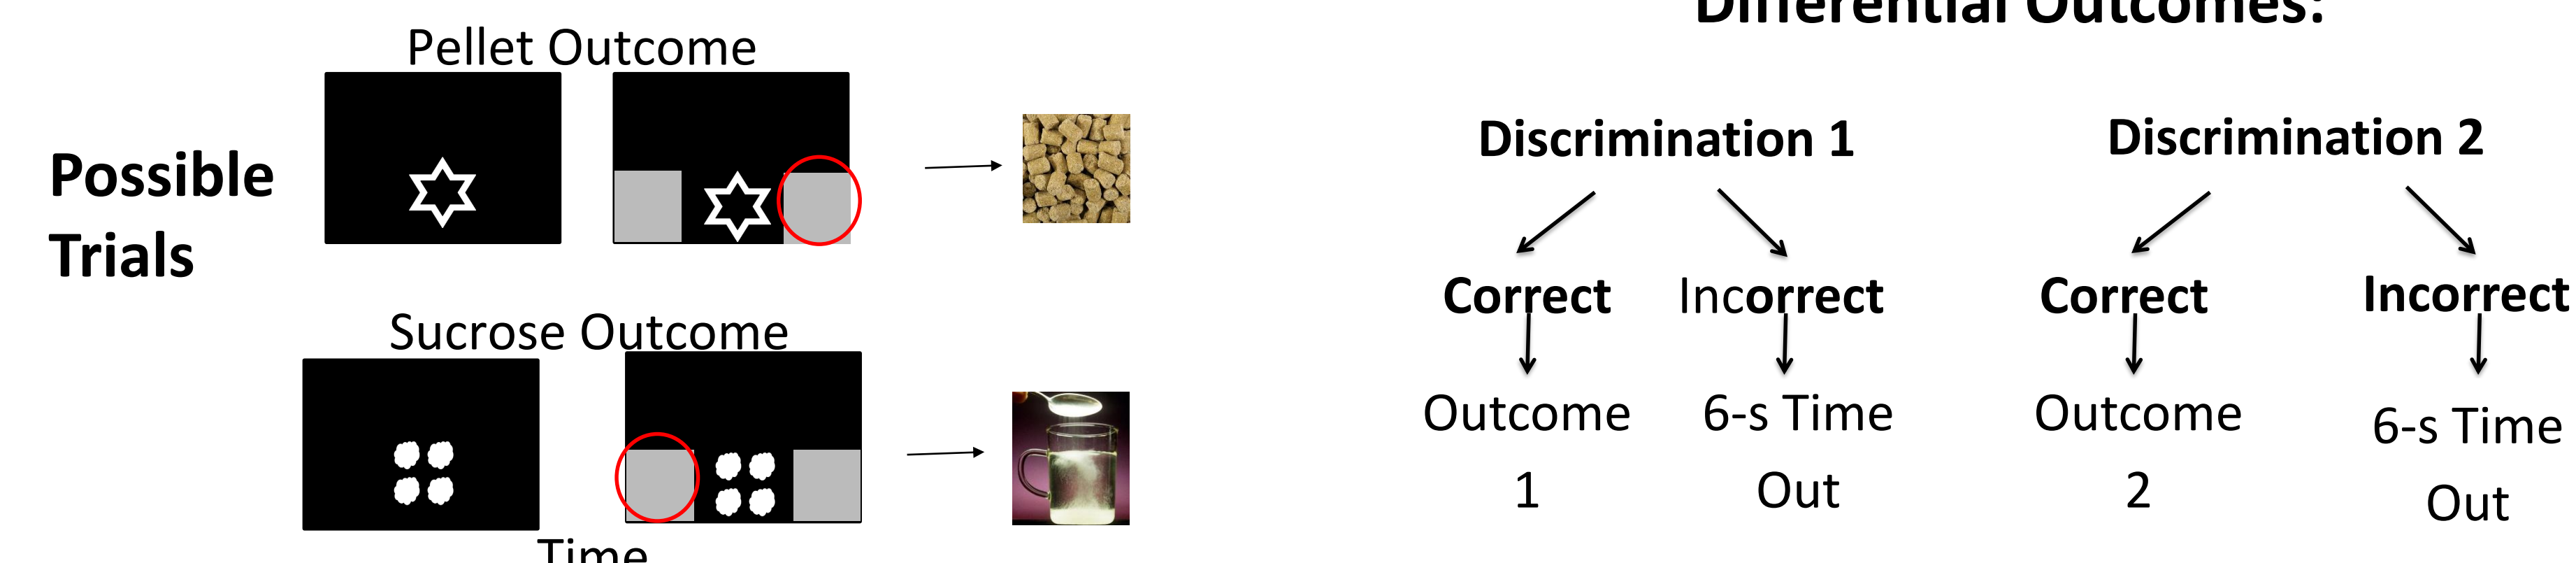 Differential Outcomes:
Pellet Outcome
Possible
Trials
Sucrose Outcome
Time
Discrimination 1
Discrimination 2
Correct
Incorrect
Correct
Incorrect
Outcome
1
6-s Time
Out
Outcome
2
6-s Time
Out